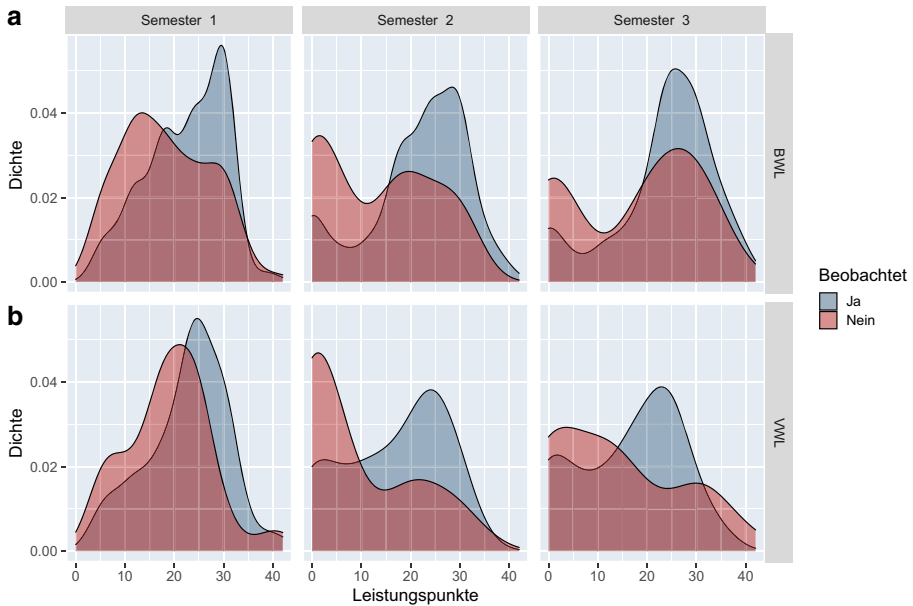 a
Semester 1
Semester 2
Semester 3
Dichte
0.04
0.02
0.00
BWL
b
Dichte
0.04
0.02
0.00
VWL
0 10 20 30 40
0 10 20 30 40
0 10 20 30 40
Leistungspunkte
Beobachtet
Ja
Nein